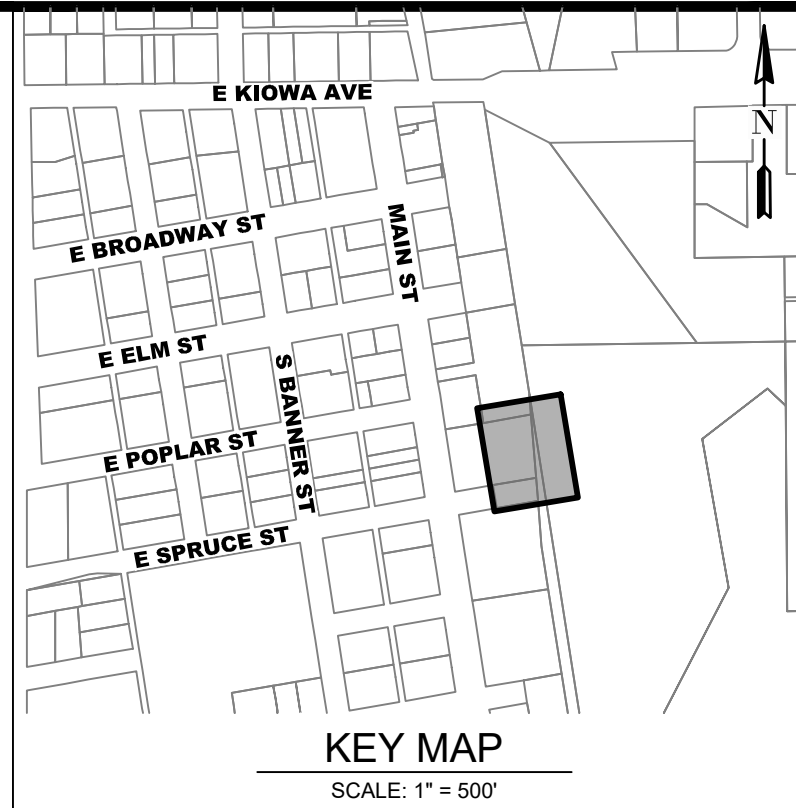 E KIOWA AVE
N
E BROADWAY ST
MAIN ST
E ELM ST
S BANNER ST
E POPLAR ST
E SPRUCE ST
KEY MAP
SCALE: 1" = 500'